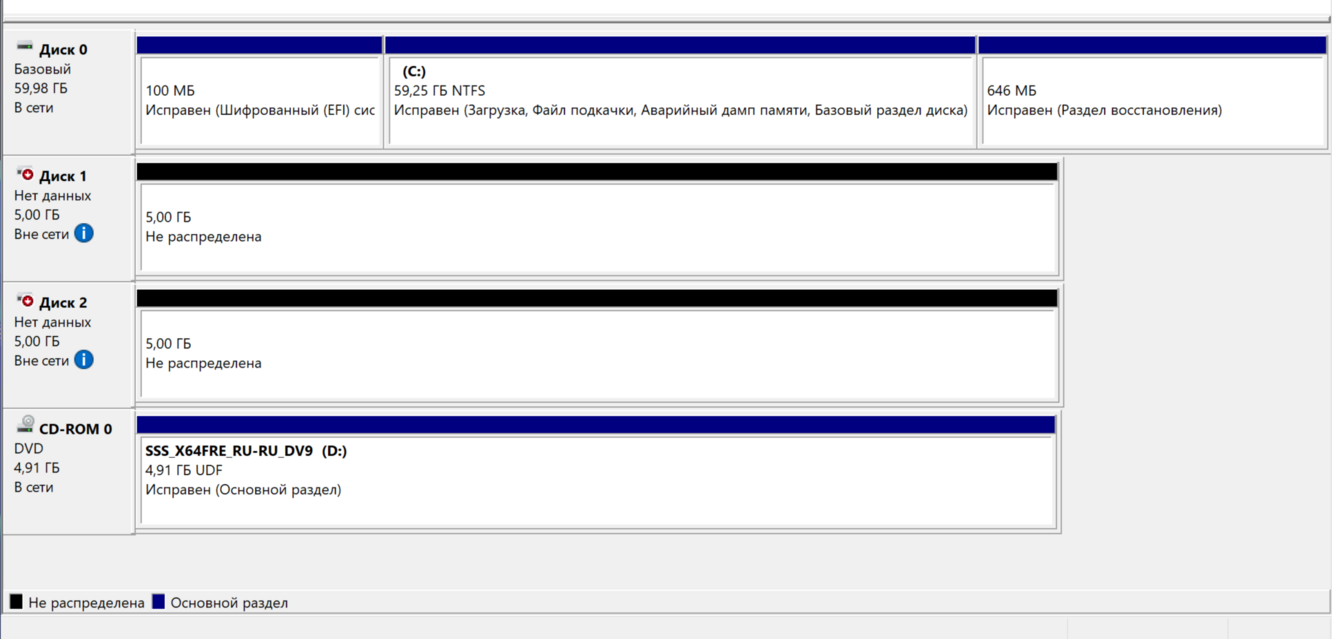 Диск 0
Базовый
59,98 ГБ
В сети
100 МБ
Исправен (Шифрованный (EFI) сис
(C:)
59,25 ГБ NTFS
Исправен (Загрузка, Файл подкачки, Аварийный дамп памяти, Базовый раздел диска)
646 МБ
Исправен (Раздел восстановления)
Диск 1
Нет данных
5,00 ГБ
Вне сети i
5,00 ГБ
Не распределена
Диск 2
Нет данных
5,00 ГБ
Вне сети i
5,00 ГБ
Не распределена
CD-ROM 0
DVD
4,91 ГБ
В сети
SSS_X64FRE_RU-RU_DV9 (D:)
4,91 ГБ UDF
Исправен (Основной раздел)
Не распределена Основной раздел